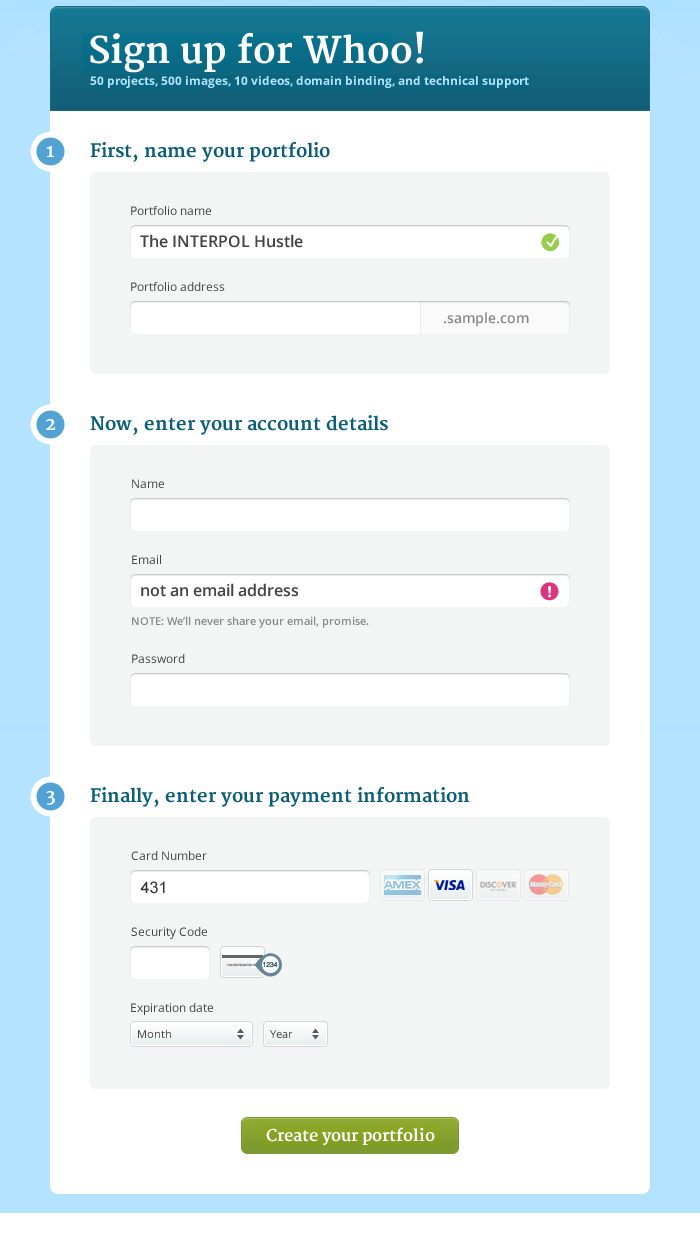 Sign up for Whoo!
50 projects, 500 images, 10 videos, domain binding, and technical support
1 First, name your portfolio
Portfolio name
The INTERPOL Hustle
Portfolio address
.sample.com
2 Now, enter your account details
Name
Email
not an email address
NOTE: We'll never share your email, promise.
Password
3 Finally, enter your payment information
Card Number
431 AMEX VISA DISCOVER MasterCard
Security Code
1234
Expiration date
Month Year
Create your portfolio